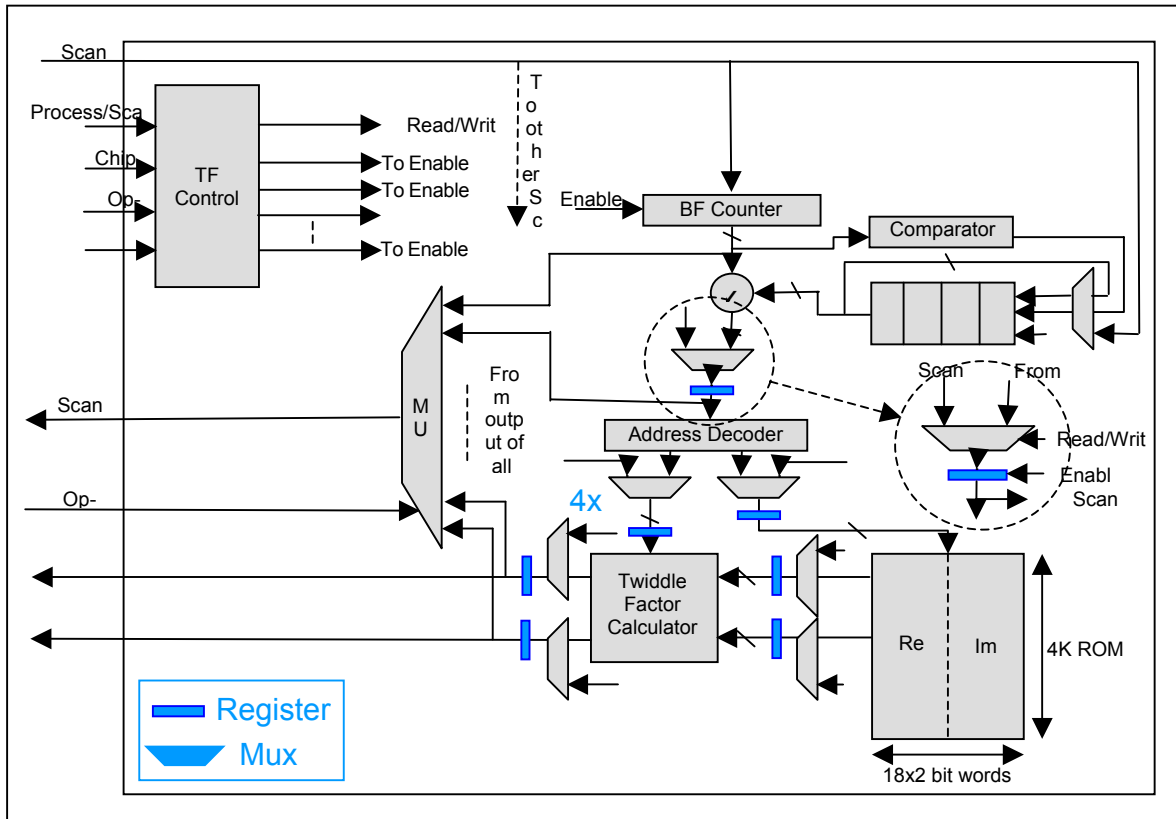 Scan
Process/Sca
Chip
Op-
TF
Control
Read/Writ
To Enable
To Enable
To Enable
T
o
o
th
er
S
c
Enable
BF Counter
Comparator
Scan
From
Read/Writ
Enabl
Scan
Scan
M
U
Fro
m
outp
ut of
all
Address Decoder
Op-
4x
Twiddle
Factor
Calculator
Re
Im
4K ROM
18x2 bit words
Register
Mux